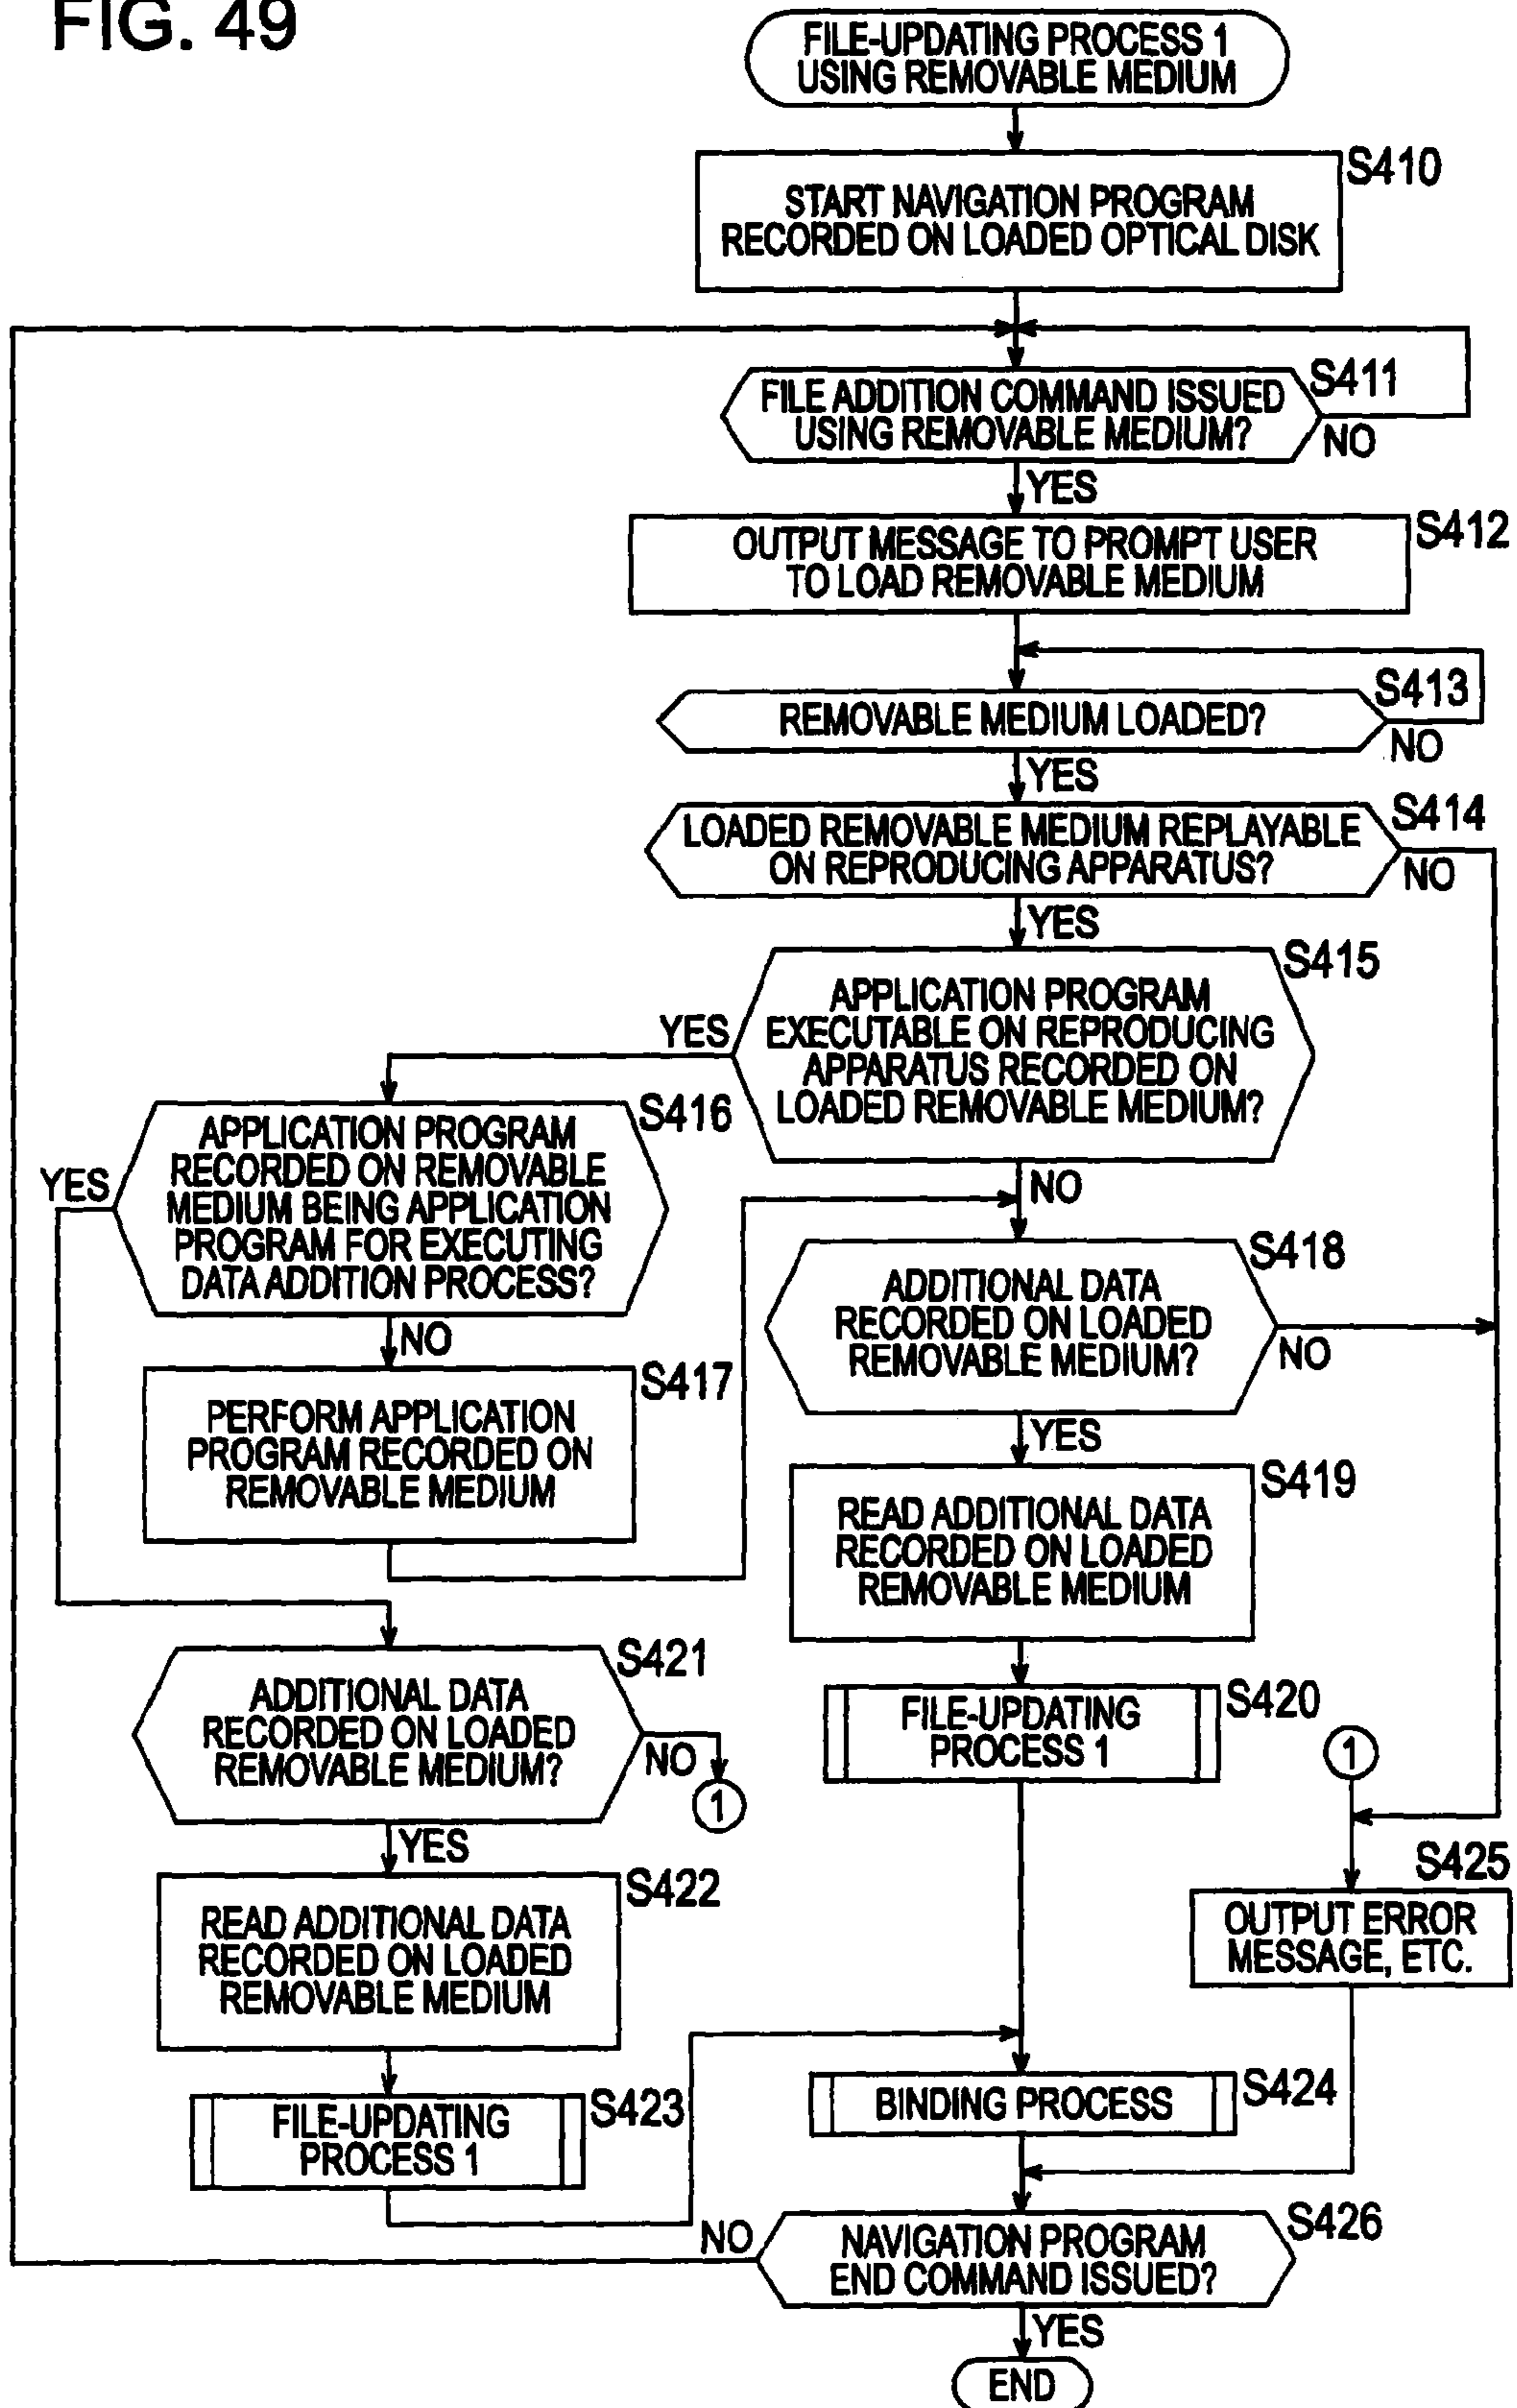 FIG. 49
FILE-UPDATING PROCESS 1
USING REMOVABLE MEDIUM
S410
START NAVIGATION PROGRAM
RECORDED ON LOADED OPTICAL DISK
S411
FILE ADDITION COMMAND ISSUED
USING REMOVABLE MEDIUM?
NO
YES
S412
OUTPUT MESSAGE TO PROMPT USER
TO LOAD REMOVABLE MEDIUM
S413
REMOVABLE MEDIUM LOADED?
NO
YES
S414
LOADED REMOVABLE MEDIUM REPLAYABLE
ON REPRODUCING APPARATUS?
NO
YES
S415
APPLICATION PROGRAM
EXECUTABLE ON REPRODUCING
APPARATUS RECORDED ON
LOADED REMOVABLE MEDIUM?
YES
NO
S416
APPLICATION PROGRAM
RECORDED ON REMOVABLE
MEDIUM BEING APPLICATION
PROGRAM FOR EXECUTING
DATA ADDITION PROCESS?
YES
NO
S417
PERFORM APPLICATION
PROGRAM RECORDED ON
REMOVABLE MEDIUM
S418
ADDITIONAL DATA
RECORDED ON LOADED
REMOVABLE MEDIUM?
NO
YES
S419
READ ADDITIONAL DATA
RECORDED ON LOADED
REMOVABLE MEDIUM
S420
FILE-UPDATING
PROCESS 1
S421
ADDITIONAL DATA
RECORDED ON LOADED
REMOVABLE MEDIUM?
NO
1
YES
S422
READ ADDITIONAL DATA
RECORDED ON LOADED
REMOVABLE MEDIUM
S423
FILE-UPDATING
PROCESS 1
1
S425
OUTPUT ERROR
MESSAGE, ETC.
S424
BINDING PROCESS
S426
NAVIGATION PROGRAM
END COMMAND ISSUED?
NO
YES
END